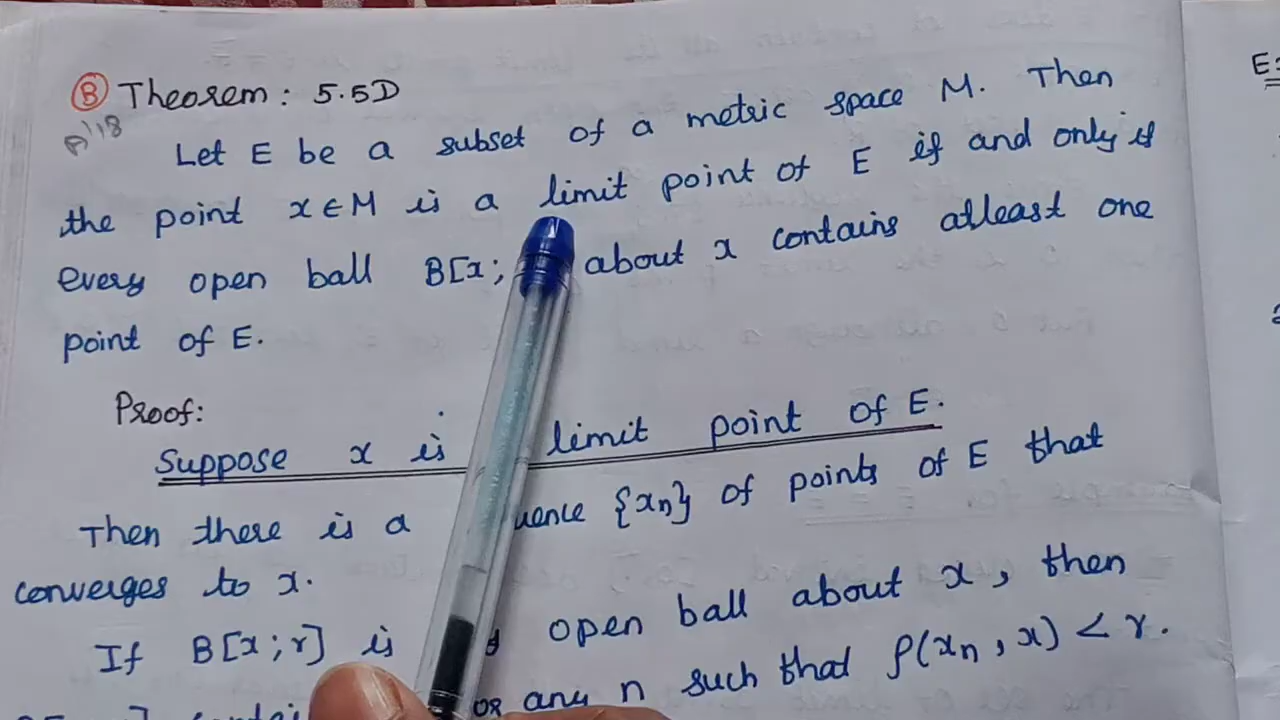 B Theorem: 5.5D
A'18
Let E be a subset of a metric space M. Then
the point x∈M is a limit point of E if and only if
every open ball B[x; about x contains atleast one
point of E.
Proof:
Suppose x is limit point of E.
Then there is a uence {xₙ} of points of E that
converges to x.
If B[x;r] is open ball about x, then
or any n such that ρ(xₙ, x) < r.